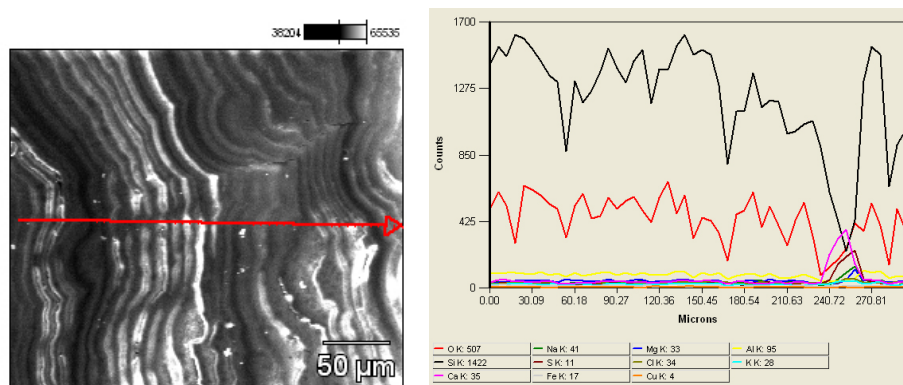 38204 65535
50 µm
1700
1275
850
425
0
Counts
0.00 30.09 60.18 90.27 120.36 150.45 180.54 210.63 240.72 270.81
Microns
O K: 507 Na K: 41 Mg K: 33 Al K: 95
Si K: 1422 S K: 11 Cl K: 34 K K: 28
Ca K: 35 Fe K: 17 Cu K: 4